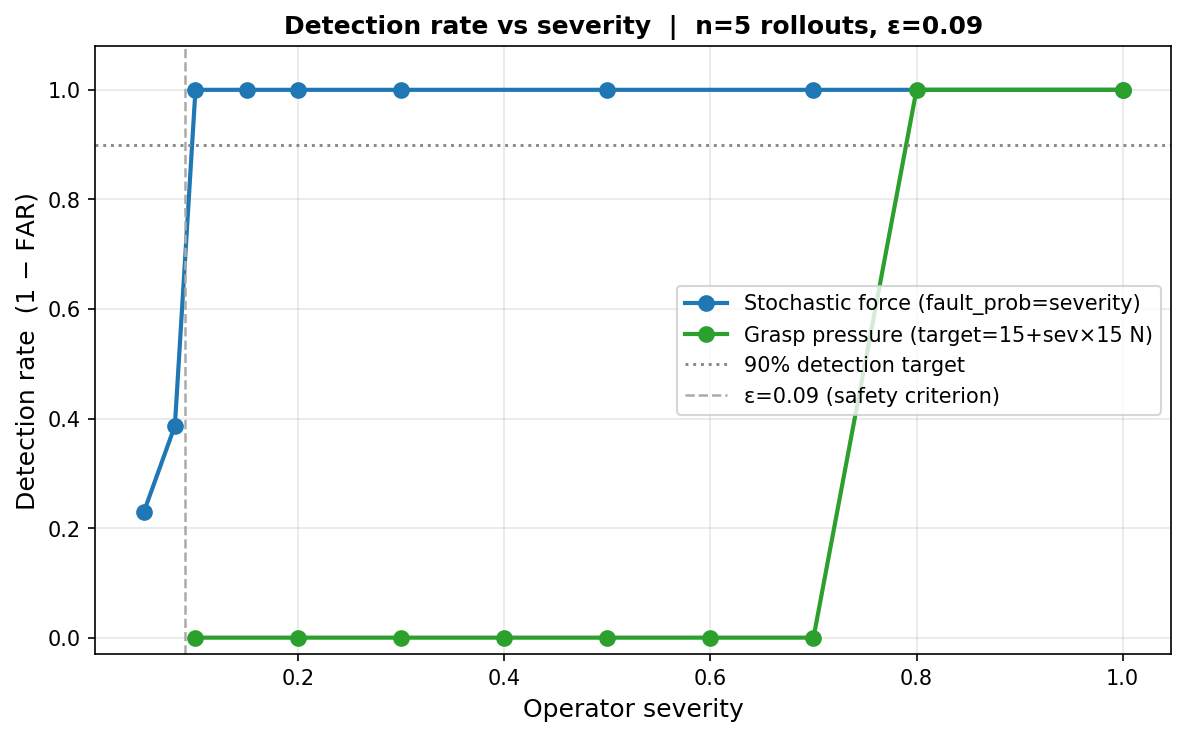 Detection rate vs severity | n=5 rollouts, ε=0.09
Detection rate (1 − FAR)
1.0
0.8
0.6
0.4
0.2
0.0
Stochastic force (fault_prob=severity)
Grasp pressure (target=15+sev×15 N)
90% detection target
ε=0.09 (safety criterion)
0.2 0.4 0.6 0.8 1.0
Operator severity